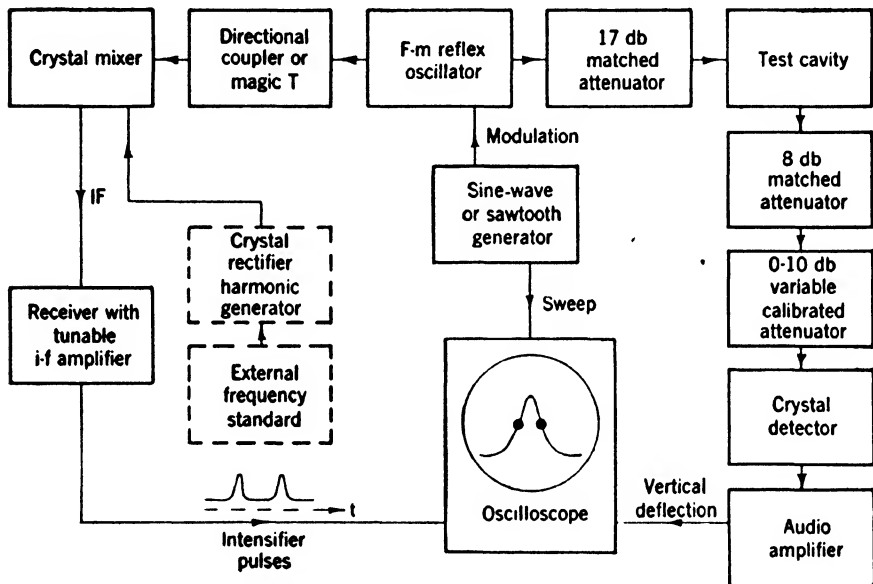 Crystal mixer
Directional
coupler or
magic T
F-m reflex
oscillator
17 db
matched
attenuator
Test cavity
Modulation
8 db
matched
attenuator
IF
Sine-wave
or sawtooth
generator
Crystal
rectifier
harmonic
generator
0-10 db
variable
calibrated
attenuator
Receiver with
tunable
i-f amplifier
Sweep
External
frequency
standard
Crystal
detector
t
Intensifier
pulses
Oscilloscope
Vertical
deflection
Audio
amplifier